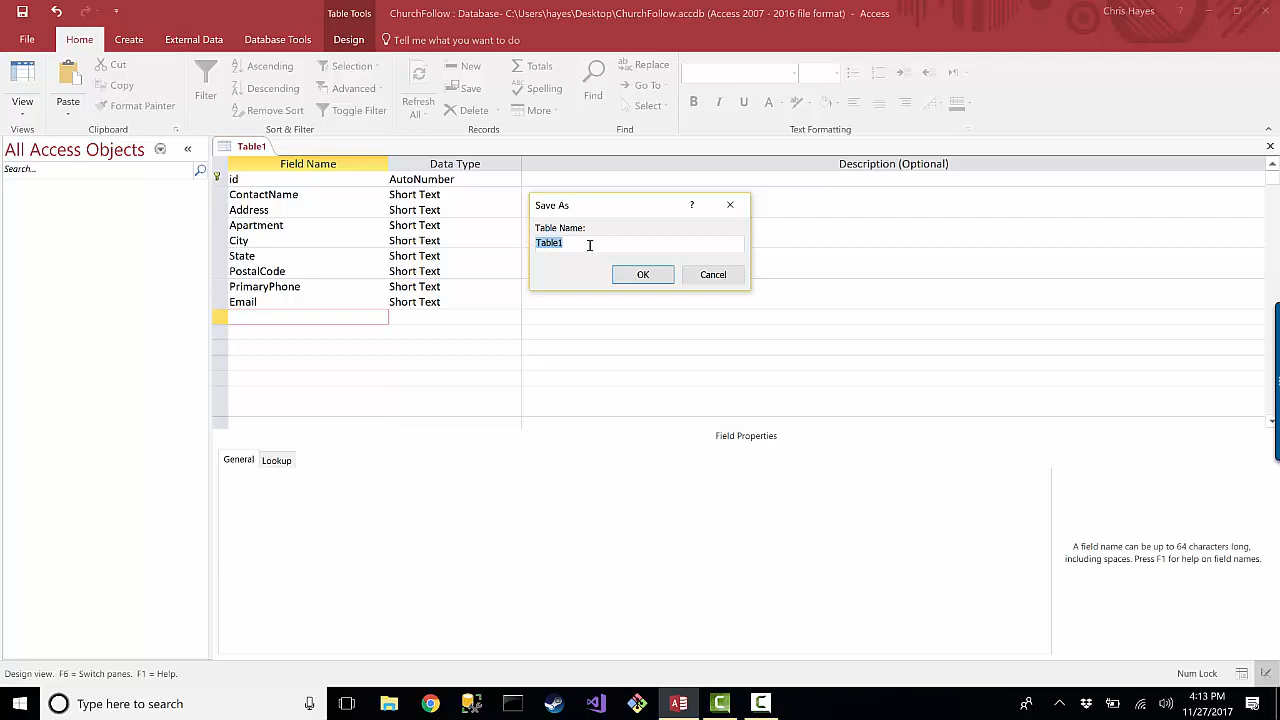 Table Tools
ChurchFollow : Database- C:\Users\hayes\Desktop\ChurchFollow.accdb (Access 2007 - 2016 file format) - Access
Chris Hayes
File
Home
Create
External Data
Database Tools
Design
Tell me what you want to do
View
Views
Paste
Cut
Copy
Format Painter
Clipboard
Filter
Ascending
Descending
Remove Sort
Selection
Advanced
Toggle Filter
Sort & Filter
Refresh
All
New
Save
Delete
Totals
Spelling
More
Records
Find
Replace
Go To
Select
Find
B I U A
Text Formatting
All Access Objects
Search...
Table1
Field Name Data Type Description (Optional)
id AutoNumber
ContactName Short Text
Address Short Text
Apartment Short Text
City Short Text
State Short Text
PostalCode Short Text
PrimaryPhone Short Text
Email Short Text
Save As
?
Table Name:
Table1
OK
Cancel
Field Properties
General
Lookup
A field name can be up to 64 characters long,
including spaces. Press F1 for help on field names.
Design view. F6 = Switch panes. F1 = Help.
Num Lock
Type here to search
4:13 PM
11/27/2017